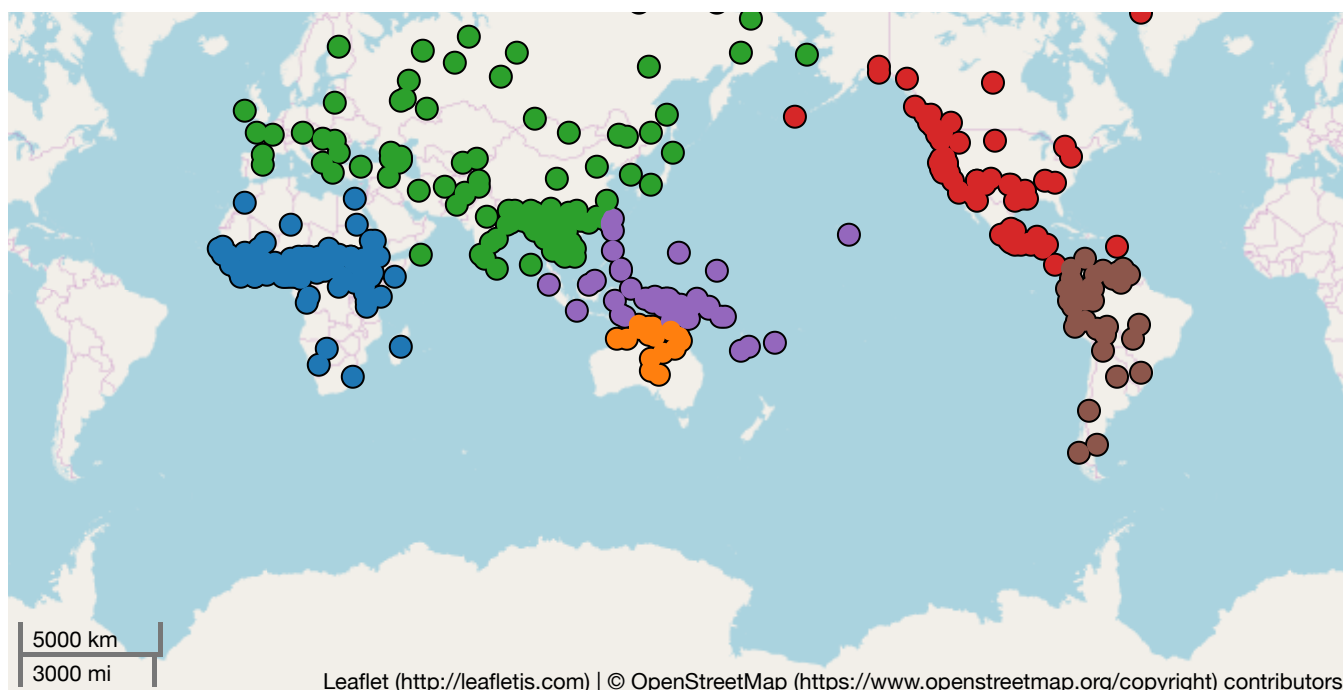 5000 km
3000 mi
Leaflet (http://leafletjs.com) | © OpenStreetMap (https://www.openstreetmap.org/copyright) contributors